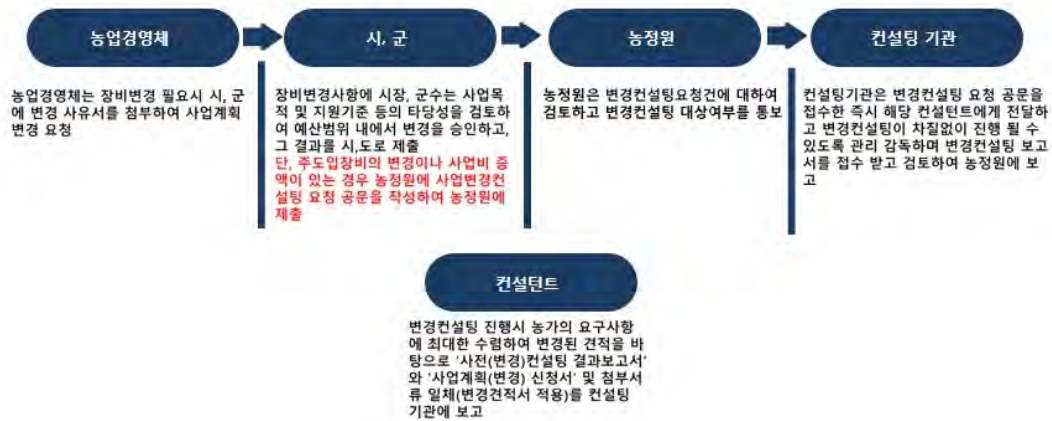 농업경영체
시, 군
농정원
컨설팅 기관
농업경영체는 장비변경 필요시 시, 군
에 변경 사유서를 첨부하여 사업계획
변경 요청
장비변경사항에 시장, 군수는 사업목
적 및 지원기준 등의 타당성을 검토하
여 예산범위 내에서 변경을 승인하고,
그 결과를 시,도로 제출
단, 주도입장비의 변경이나 사업비 증
액이 있는 경우 농정원에 사업변경컨
설팅 요청 공문을 작성하여 농정원에
제출
농정원은 변경컨설팅요청건에 대하여
검토하고 변경컨설팅 대상여부를 통보
컨설팅기관은 변경컨설팅 요청 공문을
접수한 즉시 해당 컨설턴트에게 전달하
고 변경컨설팅이 차질없이 진행 될 수
있도록 관리 감독하며 변경컨설팅 보고
서를 접수 받고 검토하여 농정원에 보
고
컨설턴트
변경컨설팅 진행시 농가의 요구사항
에 최대한 수렴하여 변경된 견적을 바
탕으로 '사전(변경)컨설팅 결과보고서'
와 '사업계획(변경) 신청서' 및 첨부서
류 일체(변경견적서 적용)를 컨설팅
기관에 보고